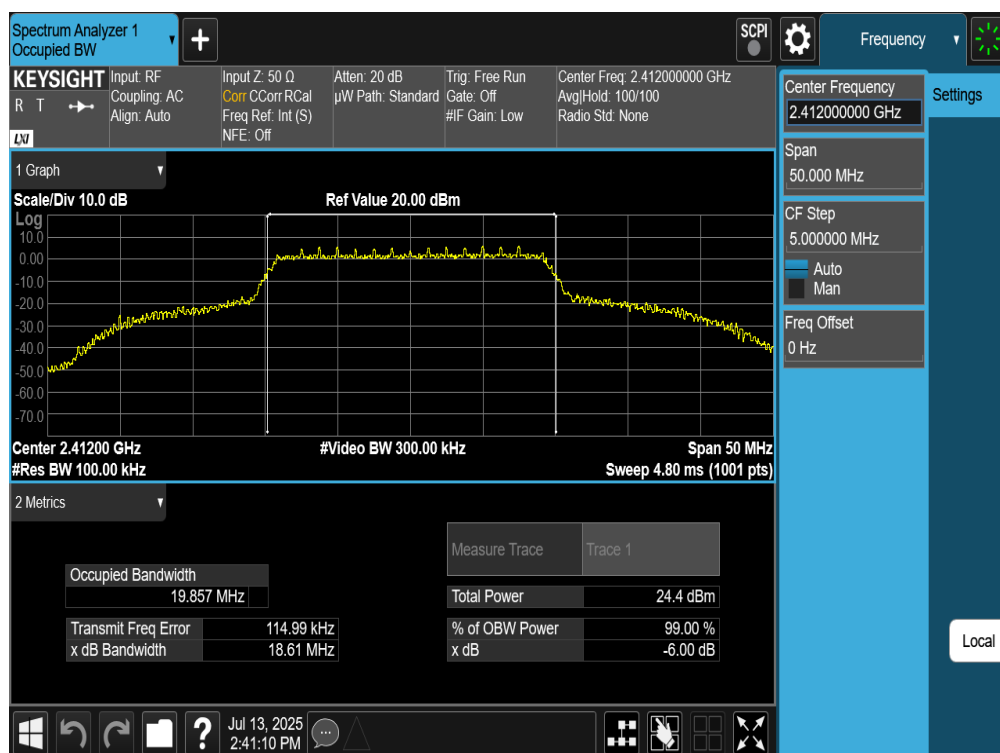 Spectrum Analyzer 1
Occupied BW
+
SCPI
Frequency
KEYSIGHT
R T
LXI
Input: RF
Coupling: AC
Align: Auto
Input Z: 50 Ω
Corr CCorr RCal
Freq Ref: Int (S)
NFE: Off
Atten: 20 dB
µW Path: Standard
Trig: Free Run
Gate: Off
#IF Gain: Low
Center Freq: 2.412000000 GHz
Avg|Hold: 100/100
Radio Std: None
Center Frequency
2.412000000 GHz
Settings
Span
50.000 MHz
CF Step
5.000000 MHz
Auto
Man
Freq Offset
0 Hz
1 Graph
Scale/Div 10.0 dB
Ref Value 20.00 dBm
Log
10.0
0.00
-10.0
-20.0
-30.0
-40.0
-50.0
-60.0
-70.0
Center 2.41200 GHz
#Video BW 300.00 kHz
Span 50 MHz
#Res BW 100.00 kHz
Sweep 4.80 ms (1001 pts)
2 Metrics
Measure Trace
Trace 1
Occupied Bandwidth
19.857 MHz
Total Power
24.4 dBm
Transmit Freq Error
114.99 kHz
% of OBW Power
99.00 %
x dB Bandwidth
18.61 MHz
x dB
-6.00 dB
Local
?
Jul 13, 2025
2:41:10 PM